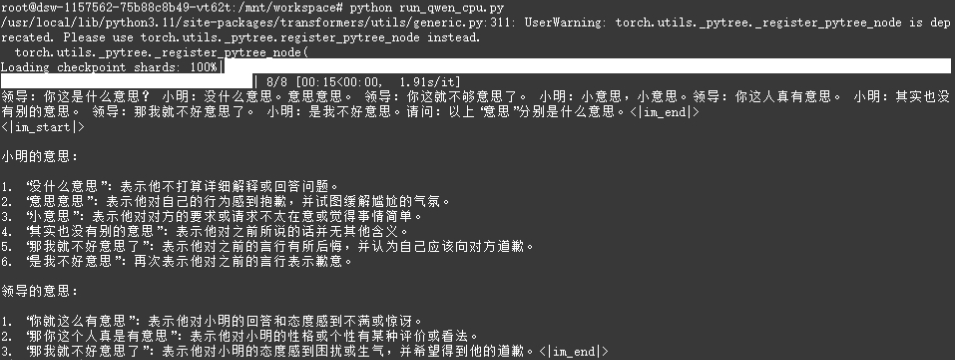 root@dsw-1157562-75b88c8b49-vt62t:/mnt/workspace# python run_qwen_cpu.py
/usr/local/lib/python3.11/site-packages/transformers/utils/generic.py:311: UserWarning: torch.utils._pytree._register_pytree_node is dep
recated. Please use torch.utils._pytree.register_pytree_node instead.
  torch.utils._pytree._register_pytree_node(
Loading checkpoint shards: 100%|
| 8/8 [00:15<00:00,  1.91s/it]
领导：你这是什么意思？ 小明：没什么意思。意思意思。 领导：你这就不够意思了。 小明：小意思，小意思。领导：你这人真有意思。 小明：其实也没
有别的意思。 领导：那我就不好意思了。 小明：是我不好意思。请问：以上“意思”分别是什么意思。<|im_end|>
<|im_start|>
小明的意思：
1. “没什么意思”：表示他不打算详细解释或回答问题。
2. “意思意思”：表示他对自己的行为感到抱歉，并试图缓解尴尬的气氛。
3. “小意思”：表示他对对方的要求或请求不太在意或觉得事情简单。
4. “其实也没有别的意思”：表示他对之前所说的话并无其他含义。
5. “那我就不好意思了”：表示他对之前的言行有所后悔，并认为自己应该向对方道歉。
6. “是我不好意思”：再次表示他对之前的言行表示歉意。
领导的意思：
1. “你就这么有意思”：表示他对小明的回答和态度感到不满或惊讶。
2. “那你这个人真是有意思”：表示他对小明的性格或个性有某种评价或看法。
3. “那我就不好意思了”：表示他对小明的态度感到困扰或生气，并希望得到他的道歉。<|im_end|>